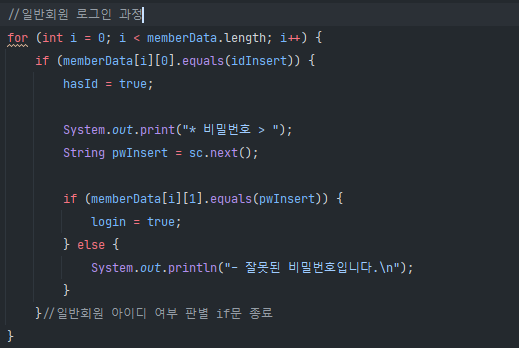 //일반회원 로그인 과정
for (int i = 0; i < memberData.length; i++) {
    if (memberData[i][0].equals(idInsert)) {
        hasId = true;

        System.out.print("* 비밀번호 > ");
        String pwInsert = sc.next();

        if (memberData[i][1].equals(pwInsert)) {
            login = true;
        } else {
            System.out.println("- 잘못된 비밀번호입니다.\n");
        }
    }//일반회원 아이디 여부 판별 if문 종료
}